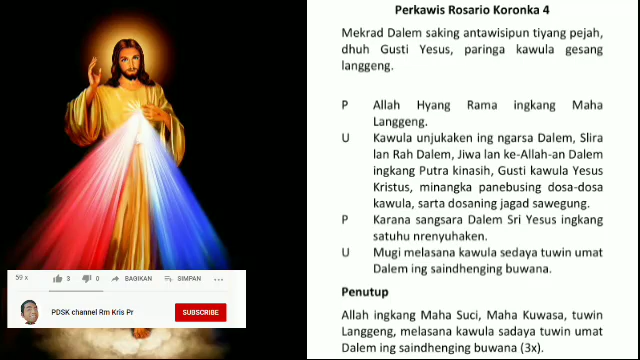 Perkawis Rosario Koronka 4
Mekrad Dalem saking antawisipun tiyang pejah,
dhuh Gusti Yesus, paringa kawula gesang
langgeng.
P Allah Hyang Rama ingkang Maha
Langgeng.
U Kawula unjukaken ing ngarsa Dalem, Slira
lan Rah Dalem, Jiwa lan ke-Allah-an Dalem
ingkang Putra kinasih, Gusti kawula Yesus
Kristus, minangka panebusing dosa-dosa
kawula, sarta dosaning jagad sawegung.
P Karana sangsara Dalem Sri Yesus ingkang
satuhu nrenyuhaken.
U Mugi melasana kawula sedaya tuwin umat
Dalem ing saindhenging buwana.
Penutup
Allah ingkang Maha Suci, Maha Kuwasa, tuwin
Langgeng, melasana kawula sadaya tuwin umat
Dalem ing saindhenging buwana (3x).
59 x 3 0 BAGIKAN SIMPAN
PDSK channel Rm Kris Pr SUBSCRIBE